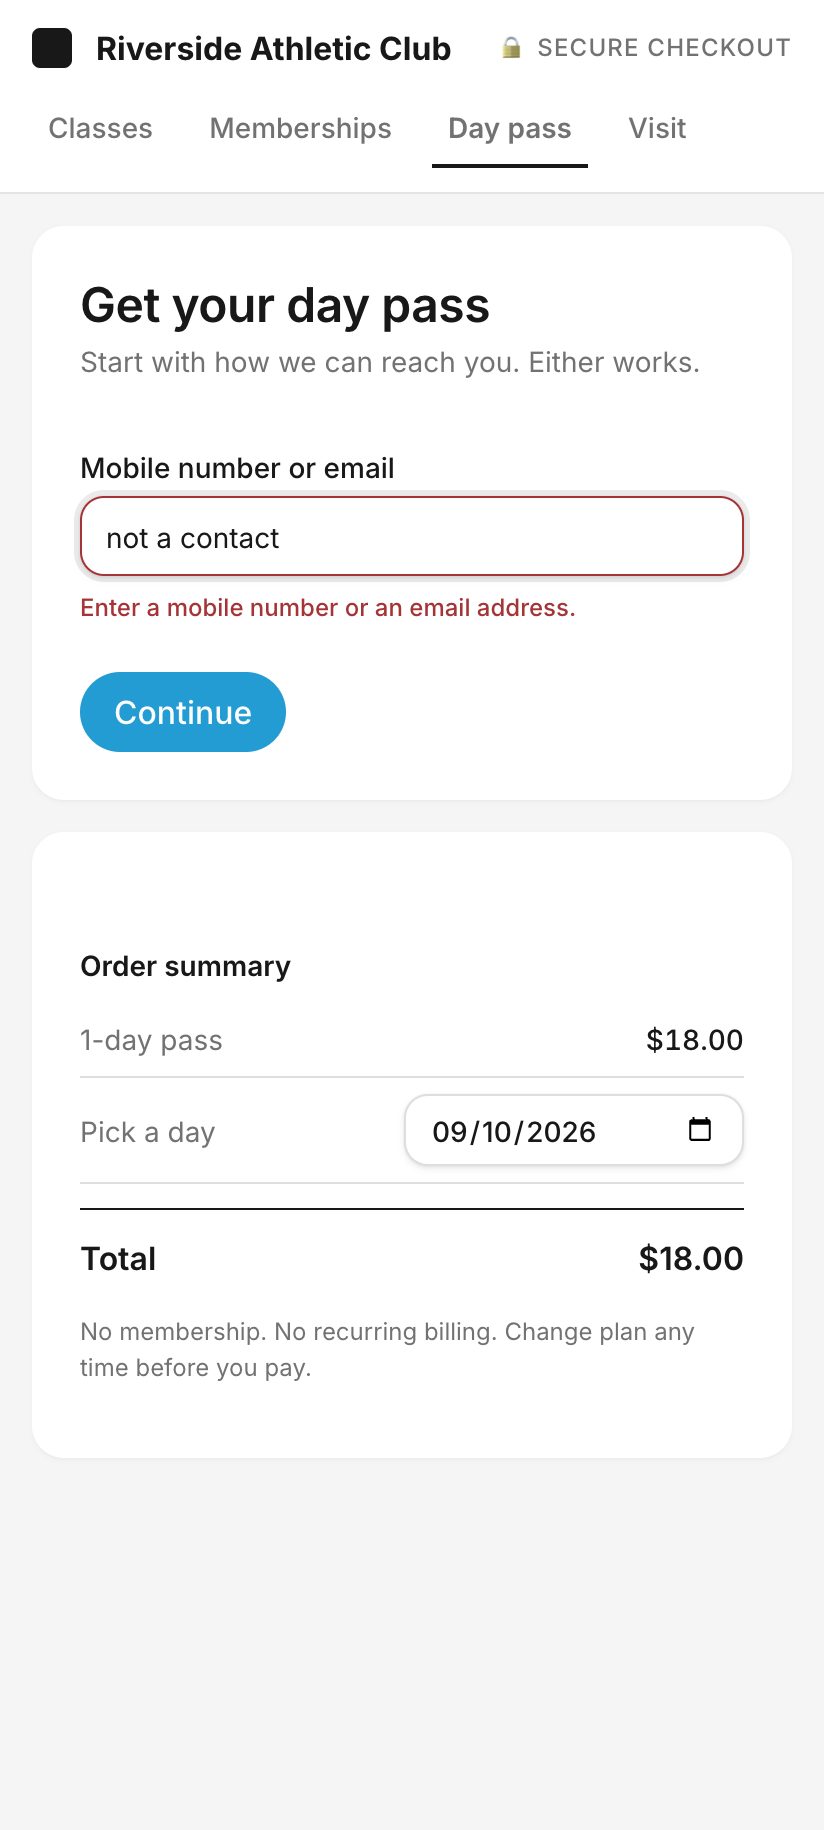 Riverside Athletic Club
SECURE CHECKOUT
Classes
Memberships
Day pass
Visit
Get your day pass
Start with how we can reach you. Either works.
Mobile number or email
not a contact
Enter a mobile number or an email address.
Continue
Order summary
1-day pass $18.00
Pick a day 09/10/2026
Total $18.00
No membership. No recurring billing. Change plan any
time before you pay.